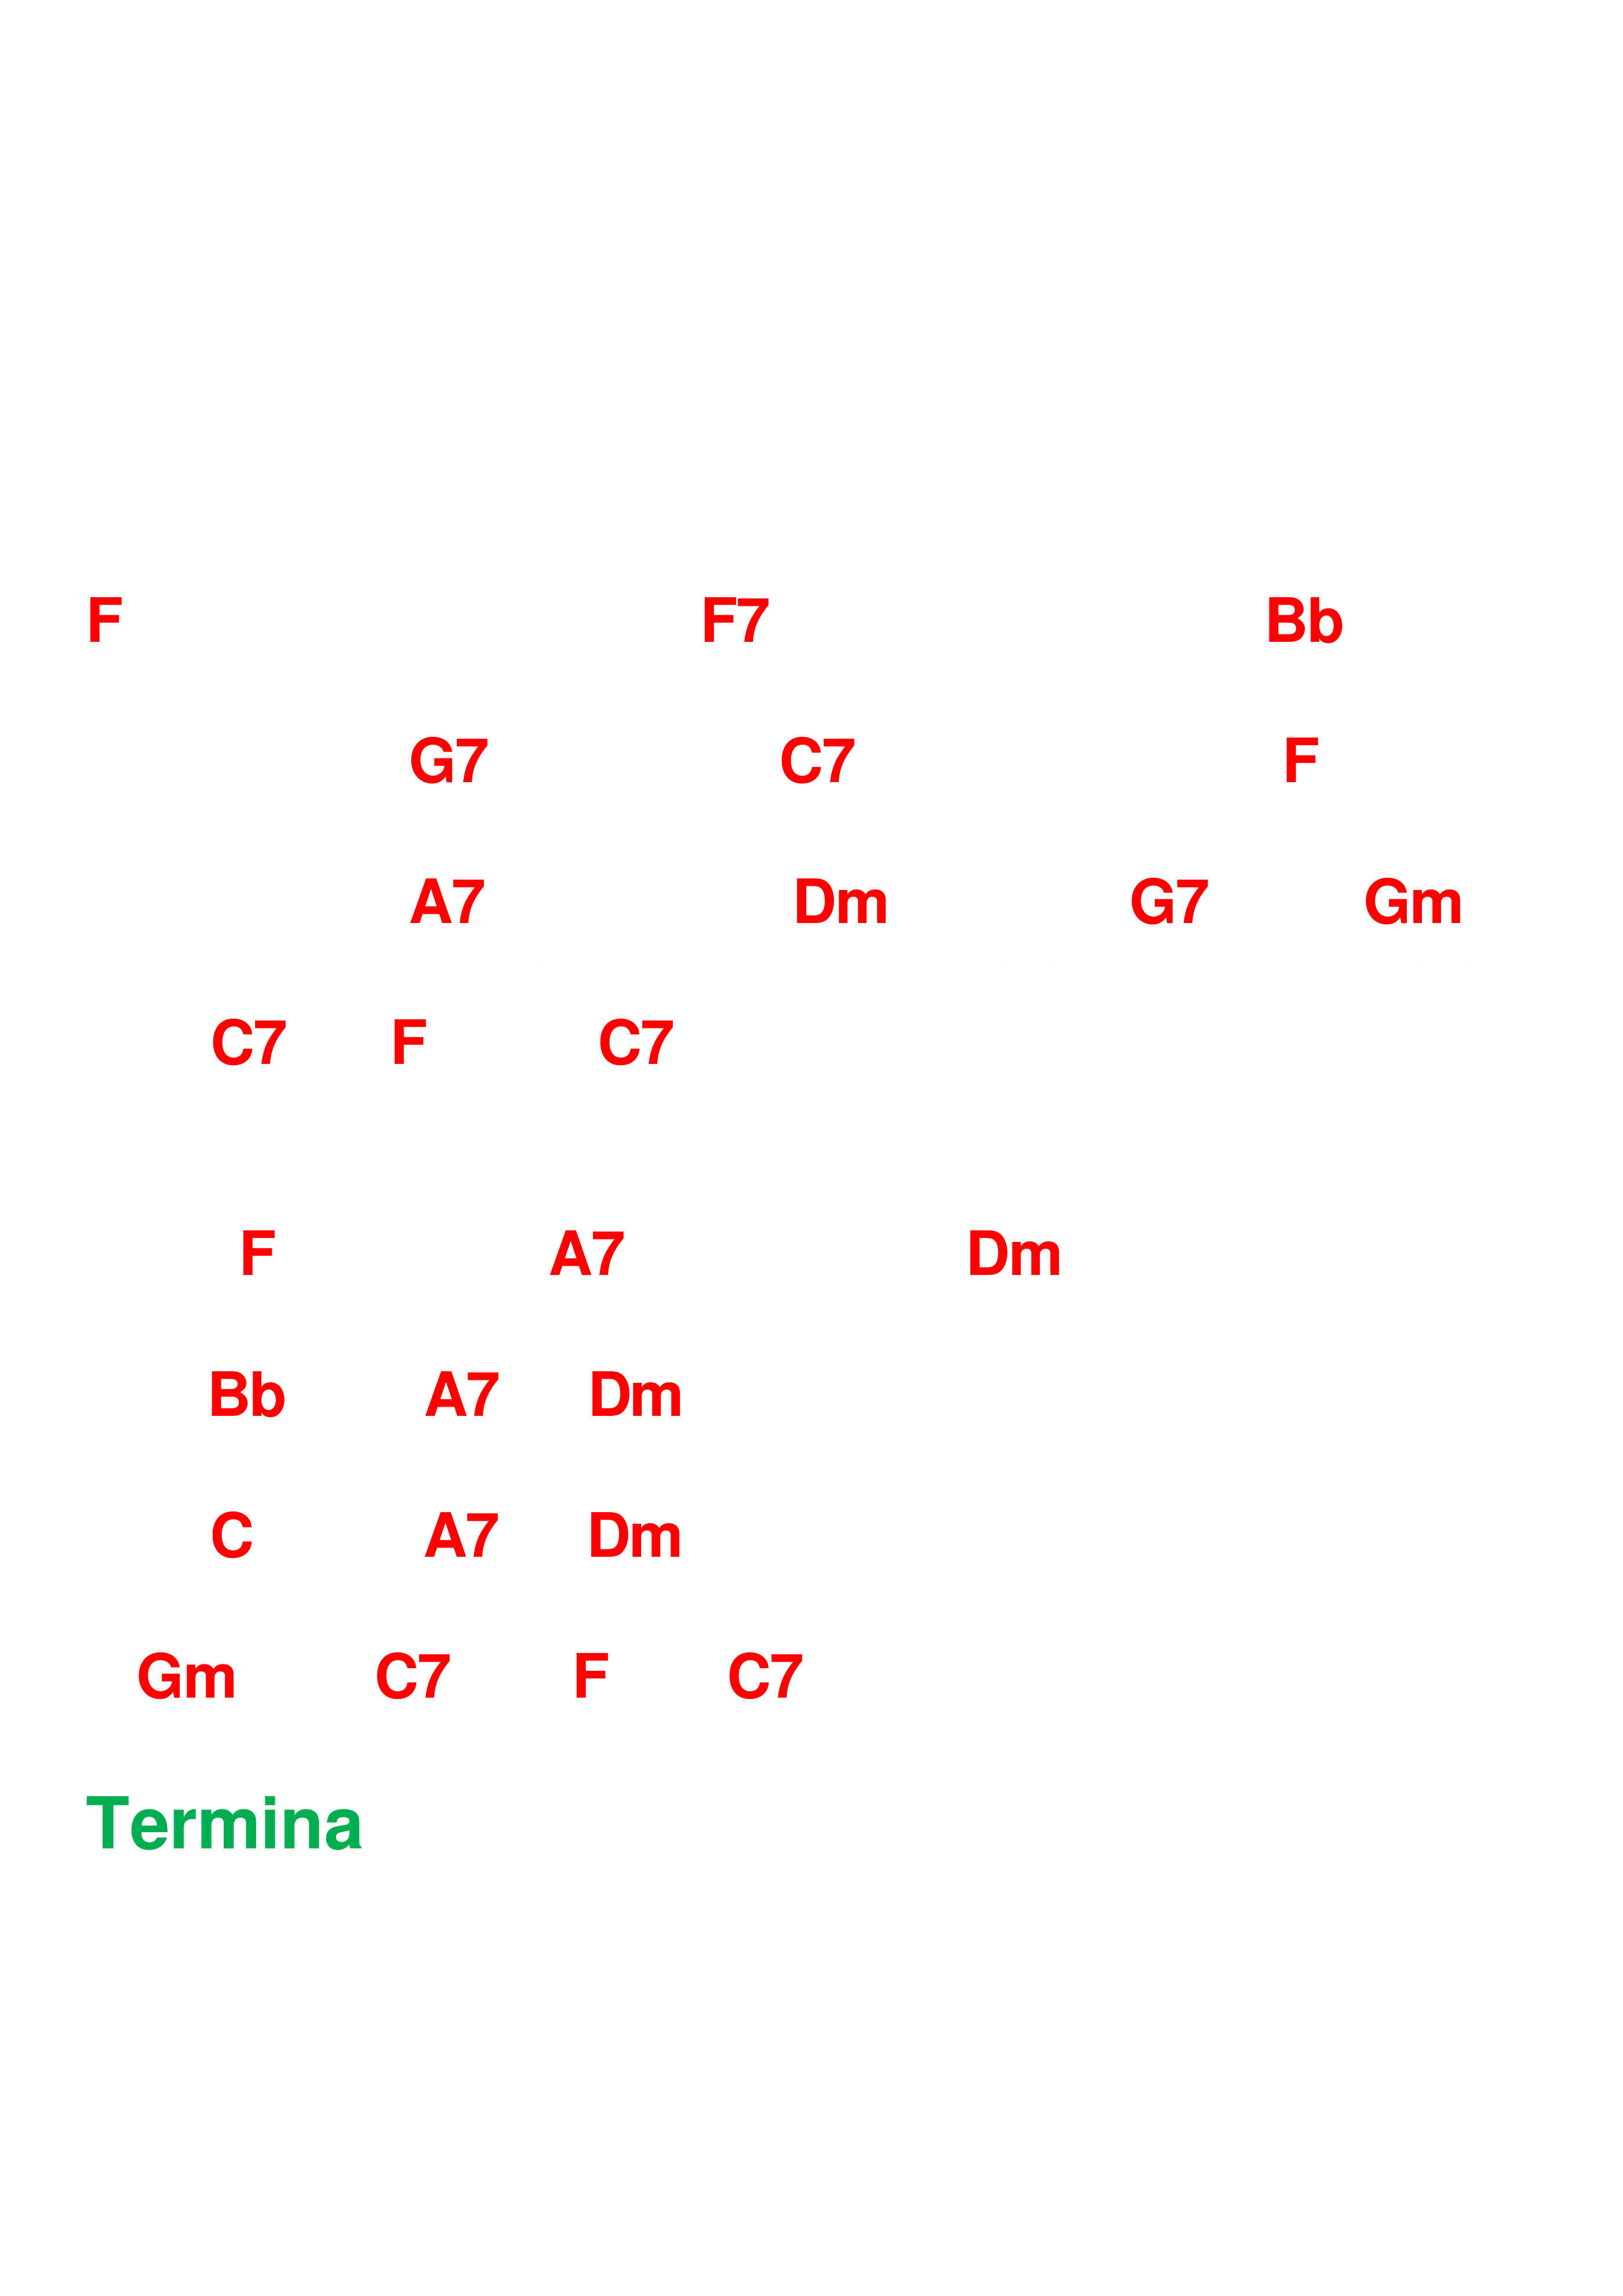 F F7 Bb
G7 C7 F
A7 Dm G7 Gm
C7 F C7
F A7 Dm
Bb A7 Dm
C A7 Dm
Gm C7 F C7
Termina